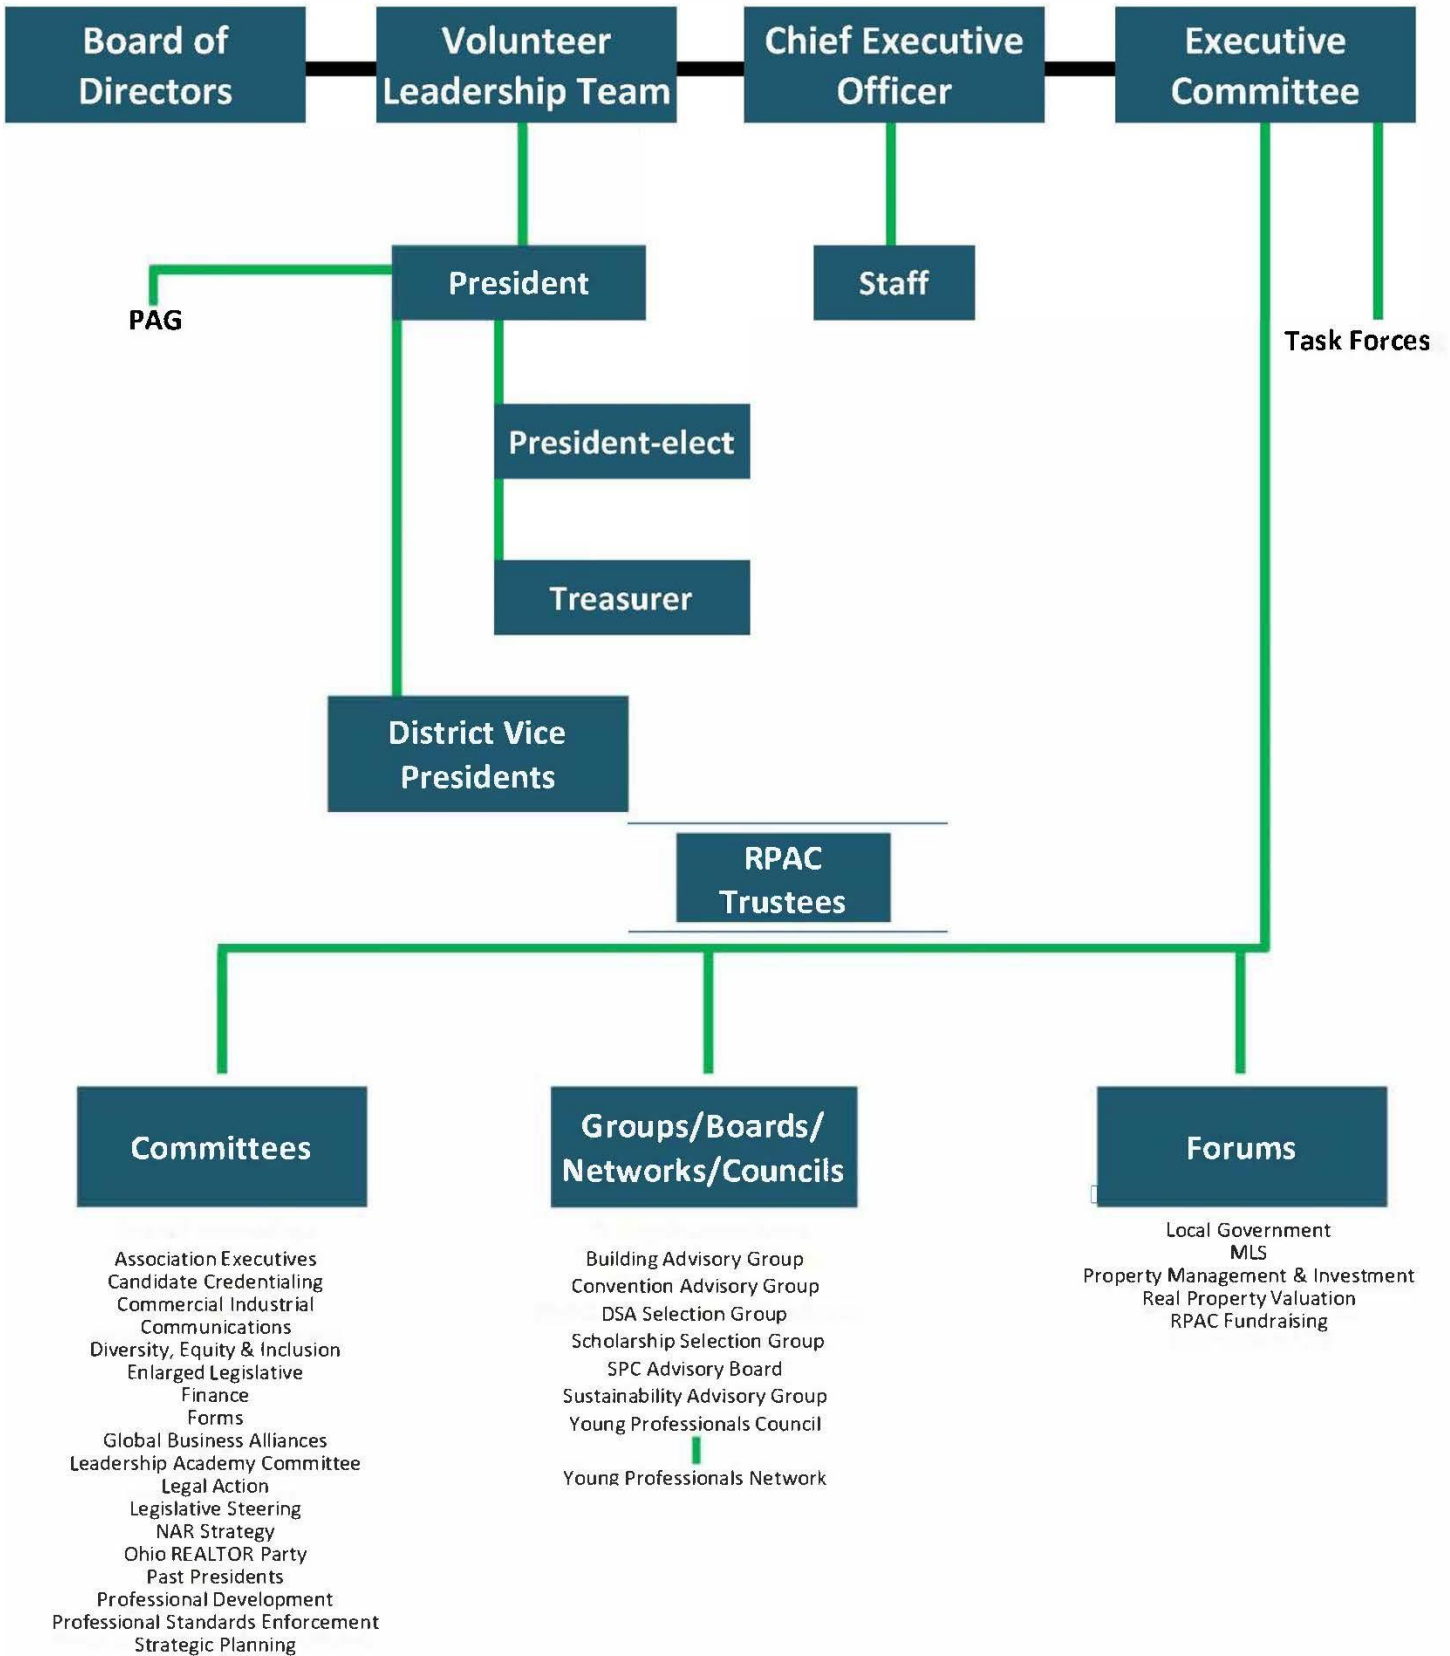 Board of
Directors
Volunteer
Leadership Team
Chief Executive
Officer
Executive
Committee
President
Staff
PAG
Task Forces
President-elect
Treasurer
District Vice
Presidents
RPAC
Trustees
Committees
Groups/Boards/
Networks/Councils
Forums
Association Executives
Candidate Credentialing
Commercial Industrial
Communications
Diversity, Equity & Inclusion
Enlarged Legislative
Finance
Forms
Global Business Alliances
Leadership Academy Committee
Legal Action
Legislative Steering
NAR Strategy
Ohio REALTOR Party
Past Presidents
Professional Development
Professional Standards Enforcement
Strategic Planning
Building Advisory Group
Convention Advisory Group
DSA Selection Group
Scholarship Selection Group
SPC Advisory Board
Sustainability Advisory Group
Young Professionals Council
Young Professionals Network
Local Government
MLS
Property Management & Investment
Real Property Valuation
RPAC Fundraising